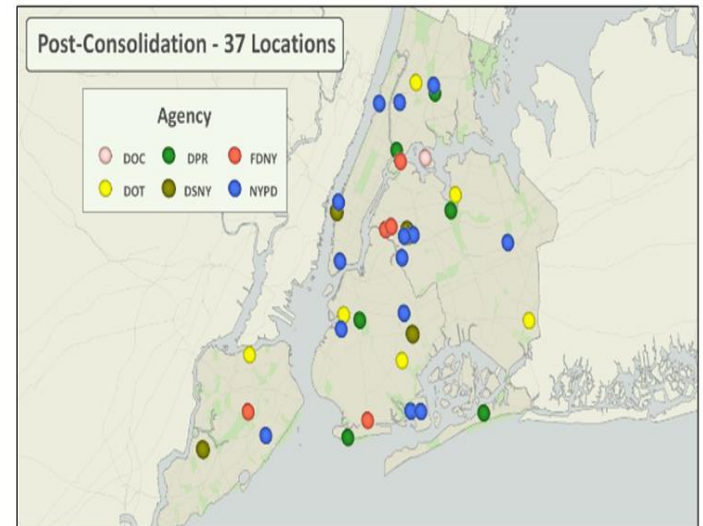 Post-Consolidation - 37 Locations
Agency
DOC DPR FDNY
DOT DSNY NYPD